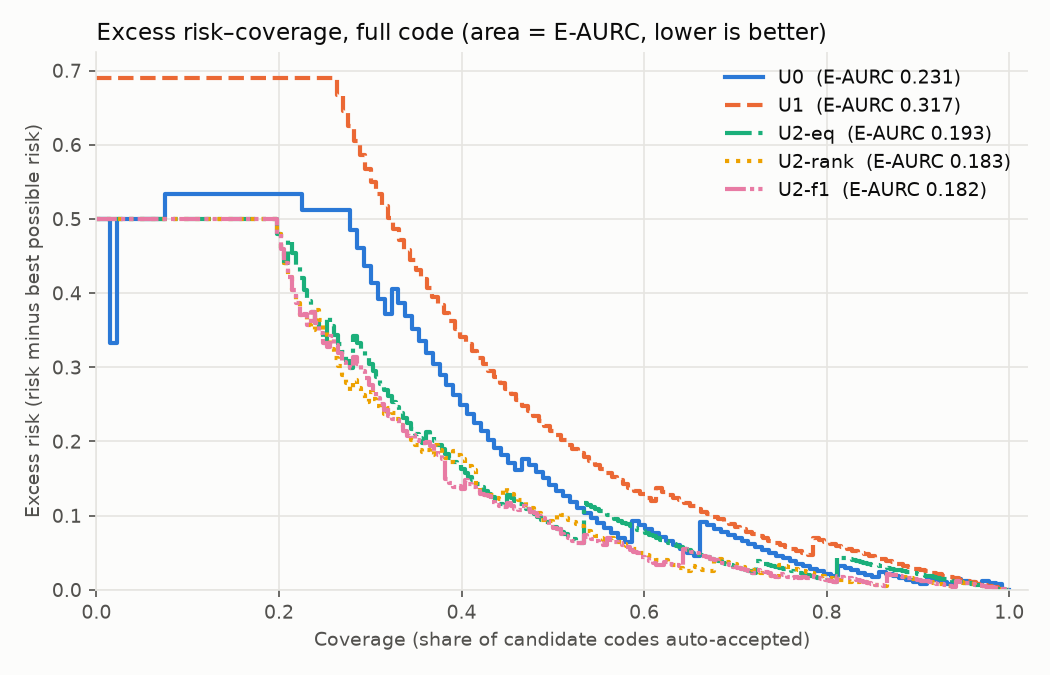 Excess risk–coverage, full code (area = E-AURC, lower is better)
U0 (E-AURC 0.231)
U1 (E-AURC 0.317)
U2-eq (E-AURC 0.193)
U2-rank (E-AURC 0.183)
U2-f1 (E-AURC 0.182)
Excess risk (risk minus best possible risk)
0.7
0.6
0.5
0.4
0.3
0.2
0.1
0.0
0.0 0.2 0.4 0.6 0.8 1.0
Coverage (share of candidate codes auto-accepted)